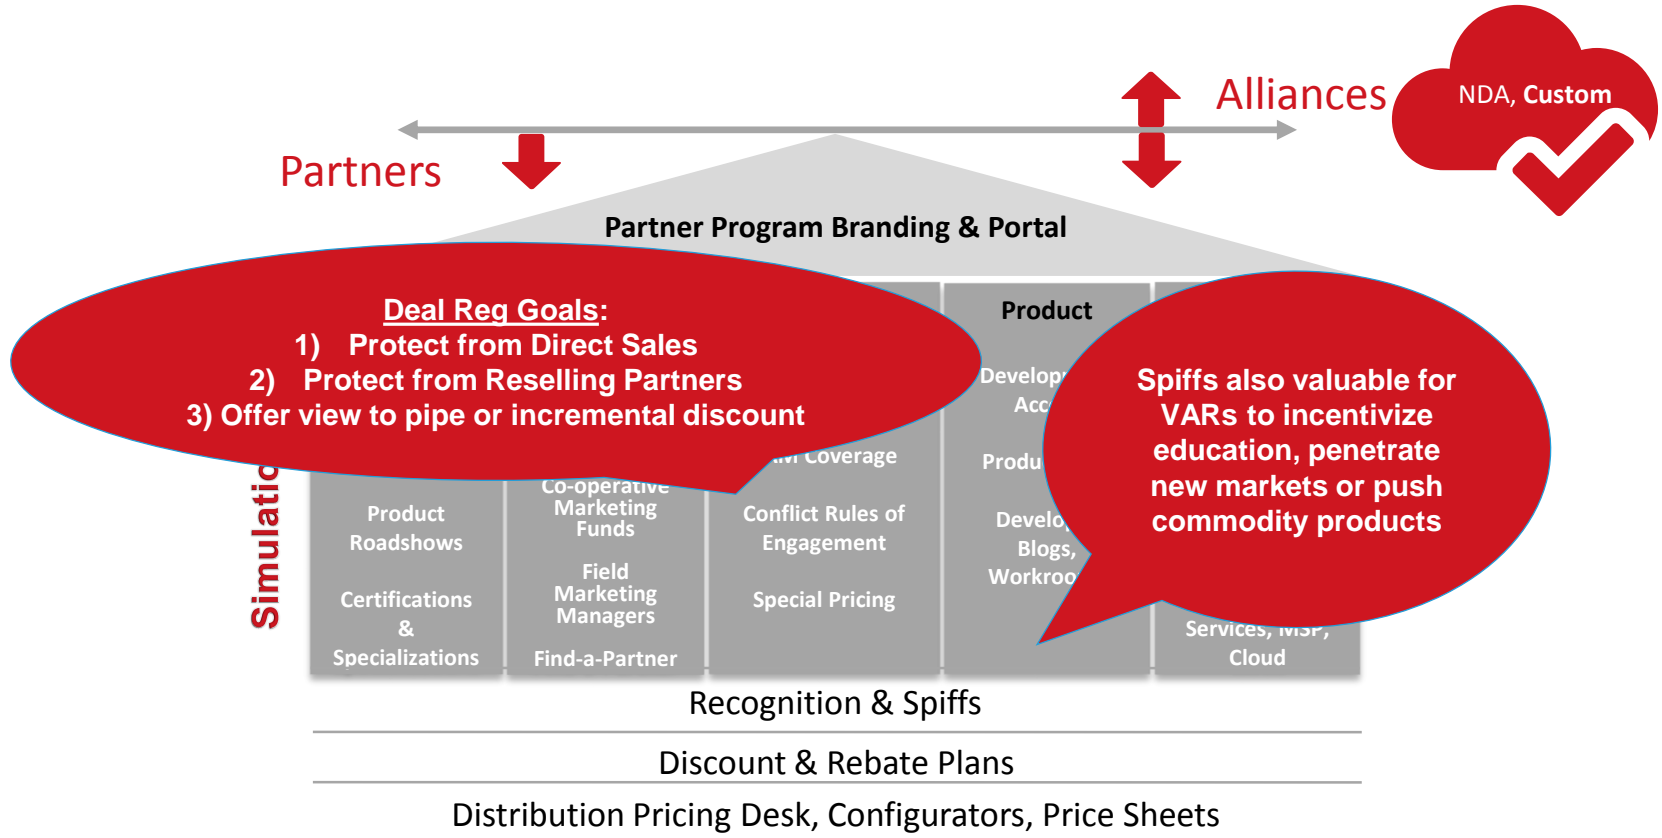 Alliances
NDA, Custom
Partners
Partner Program Branding & Portal
Deal Reg Goals:
1) Protect from Direct Sales
2) Protect from Reselling Partners
3) Offer view to pipe or incremental discount
Product
Spiffs also valuable for
VARs to incentivize
education, penetrate
new markets or push
commodity products
Product
Roadshows
Certifications
&
Specializations
Co-operative
Marketing
Funds
Field
Marketing
Managers
Find-a-Partner
Coverage
Conflict Rules of
Engagement
Special Pricing
Blogs,
Services, MSP,
Cloud
Recognition & Spiffs
Discount & Rebate Plans
Distribution Pricing Desk, Configurators, Price Sheets